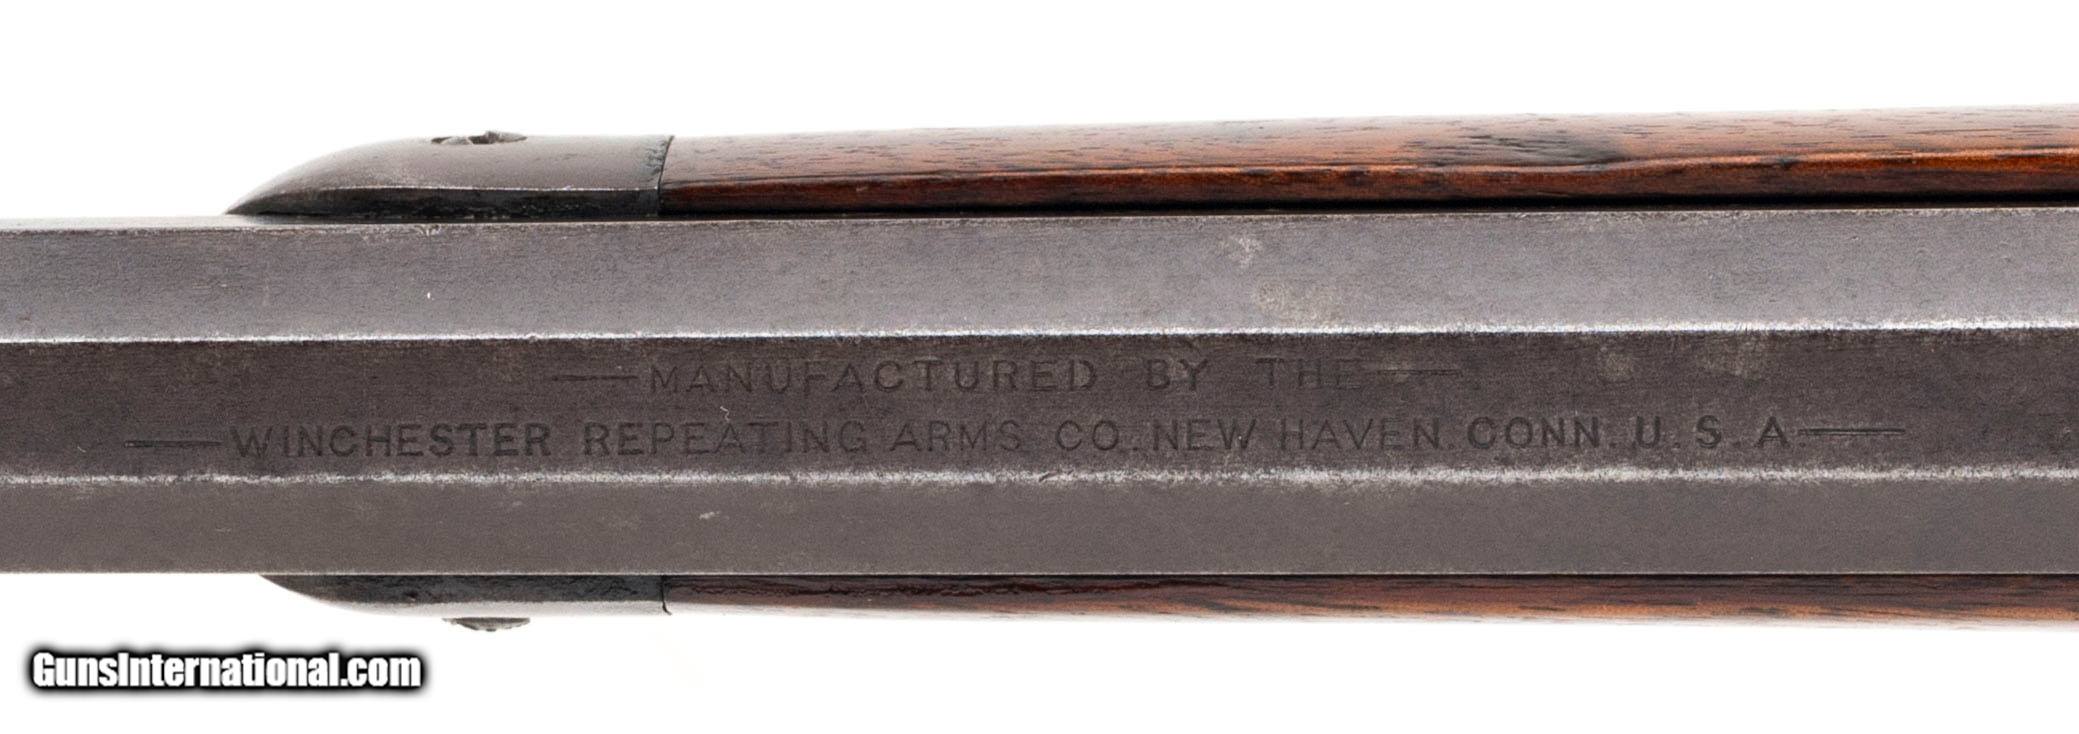 —MANUFACTURED BY THE—
—WINCHESTER REPEATING ARMS CO. NEW HAVEN. CONN. U. S. A—
GunsInternational.com